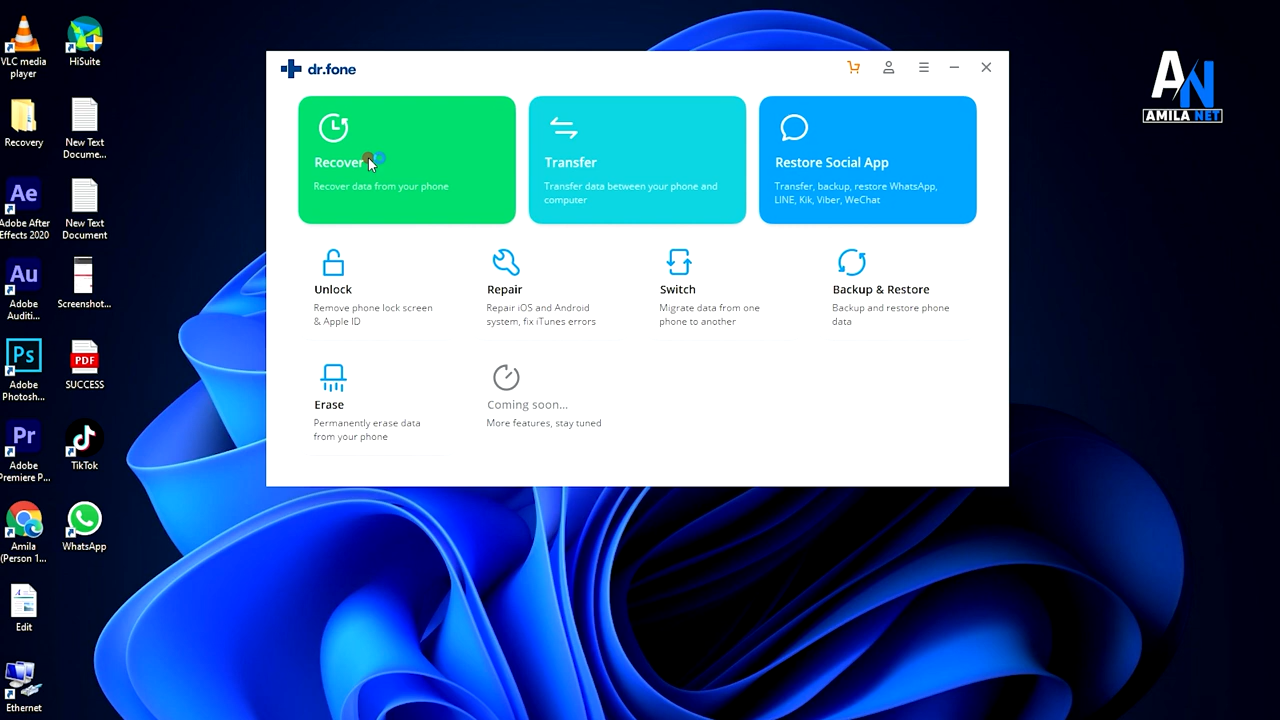 VLC media
player
HiSuite
Recovery
New Text
Docume...
Ae
Adobe After
Effects 2020
New Text
Document
Au
Adobe
Auditi...
Screenshot...
Ps
Adobe
Photosh...
PDF
SUCCESS
Pr
Adobe
Premiere P...
TikTok
Amila
(Person 1...
WhatsApp
Edit
Ethernet
dr.fone
Recover
Recover data from your phone
Transfer
Transfer data between your phone and
computer
Restore Social App
Transfer, backup, restore WhatsApp,
LINE, Kik, Viber, WeChat
Unlock
Remove phone lock screen
& Apple ID
Repair
Repair iOS and Android
system, fix iTunes errors
Switch
Migrate data from one
phone to another
Backup & Restore
Backup and restore phone
data
Erase
Permanently erase data
from your phone
Coming soon...
More features, stay tuned
AN
AMILA NET